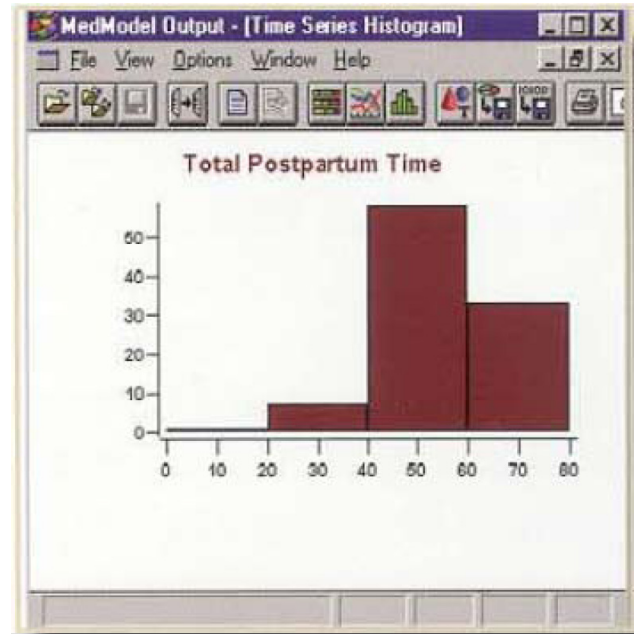 MedModel Output - [Time Series Histogram]
File View Options Window Help
Total Postpartum Time
50
40
30
20
10
0
0 10 20 30 40 50 60 70 80